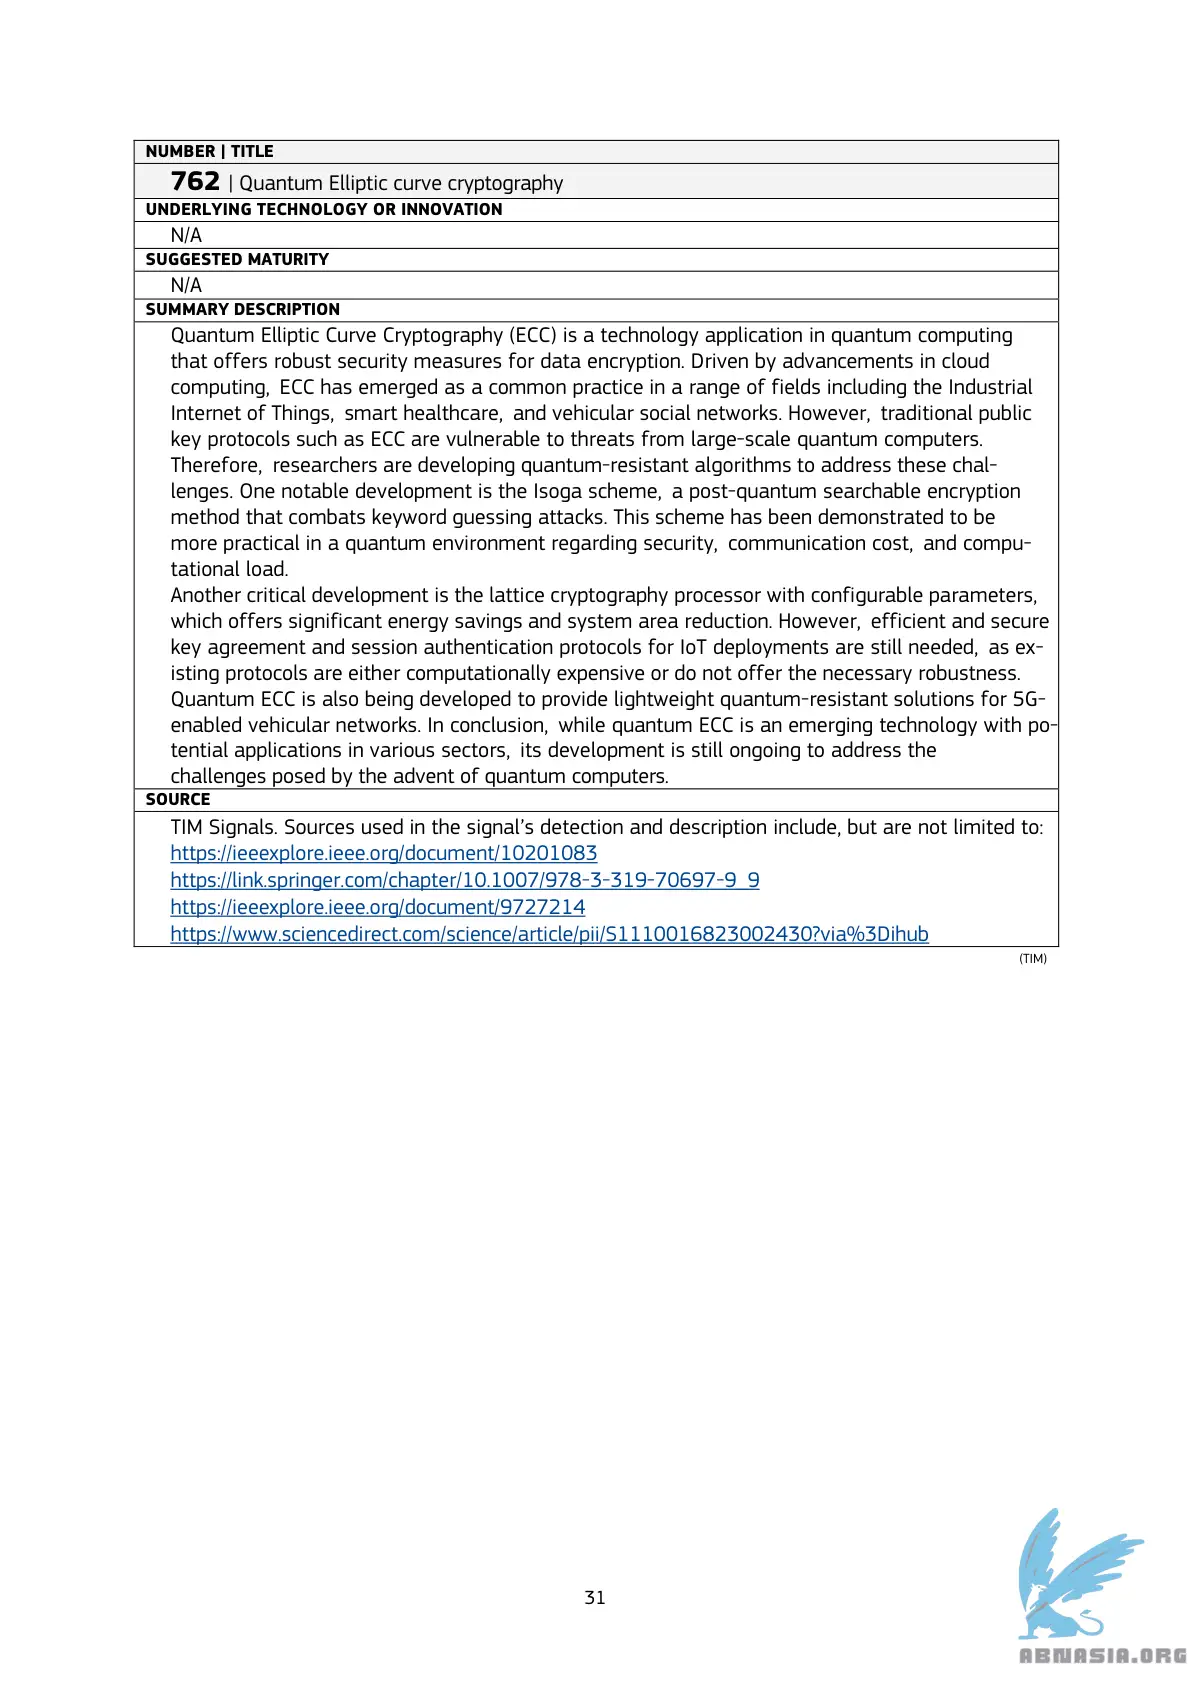 NUMBER | TITLE
762 | Quantum Elliptic curve cryptography
UNDERLYING TECHNOLOGY OR INNOVATION
N/A
SUGGESTED MATURITY
N/A
SUMMARY DESCRIPTION
Quantum Elliptic Curve Cryptography (ECC) is a technology application in quantum computing
that offers robust security measures for data encryption. Driven by advancements in cloud
computing, ECC has emerged as a common practice in a range of fields including the Industrial
Internet of Things, smart healthcare, and vehicular social networks. However, traditional public
key protocols such as ECC are vulnerable to threats from large-scale quantum computers.
Therefore, researchers are developing quantum-resistant algorithms to address these chal-
lenges. One notable development is the Isoga scheme, a post-quantum searchable encryption
method that combats keyword guessing attacks. This scheme has been demonstrated to be
more practical in a quantum environment regarding security, communication cost, and compu-
tational load.
Another critical development is the lattice cryptography processor with configurable parameters,
which offers significant energy savings and system area reduction. However, efficient and secure
key agreement and session authentication protocols for IoT deployments are still needed, as ex-
isting protocols are either computationally expensive or do not offer the necessary robustness.
Quantum ECC is also being developed to provide lightweight quantum-resistant solutions for 5G-
enabled vehicular networks. In conclusion, while quantum ECC is an emerging technology with po-
tential applications in various sectors, its development is still ongoing to address the
challenges posed by the advent of quantum computers.
SOURCE
TIM Signals. Sources used in the signal's detection and description include, but are not limited to:
https://ieeexplore.ieee.org/document/10201083
https://link.springer.com/chapter/10.1007/978-3-319-70697-9_9
https://ieeexplore.ieee.org/document/9727214
https://www.sciencedirect.com/science/article/pii/S1110016823002430?via%3Dihub
(TIM)
31
ABNASIA.ORG